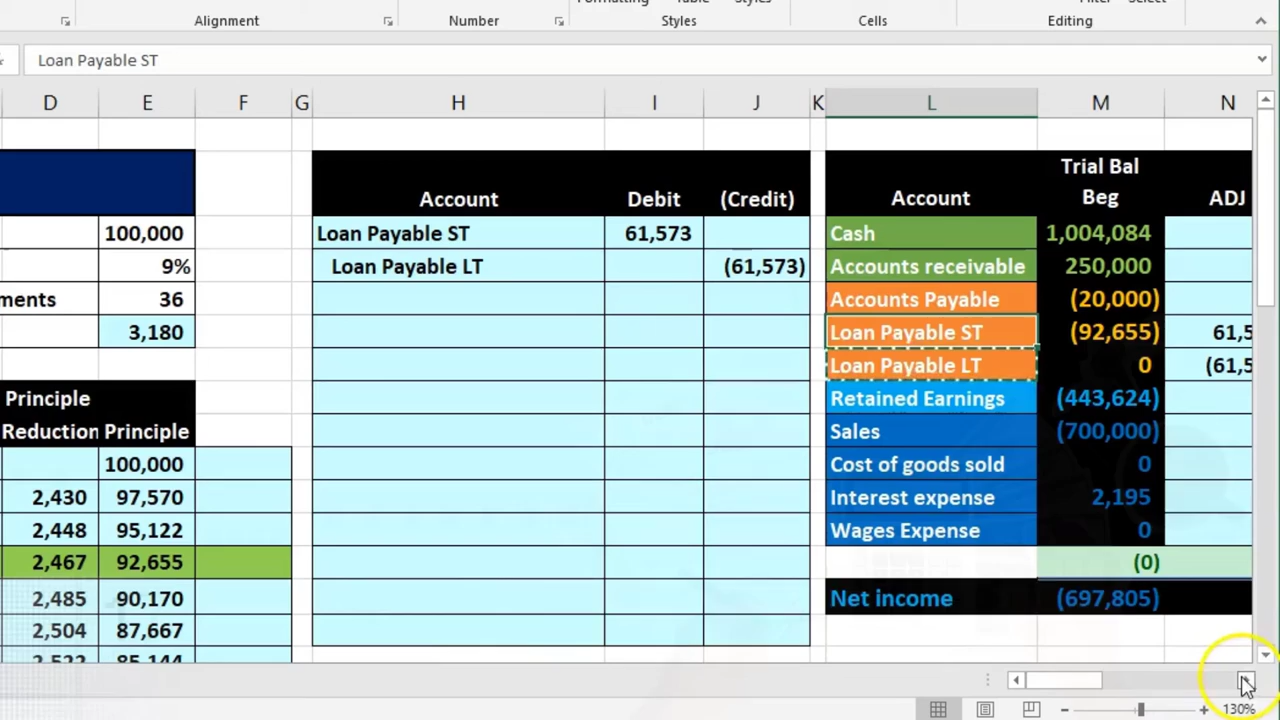 Alignment Number Styles Cells Editing
Loan Payable ST
D E F G H I J K L M N
Account Debit (Credit) Account Trial Bal Beg ADJ
100,000 Loan Payable ST 61,573 Cash 1,004,084
9% Loan Payable LT (61,573) Accounts receivable 250,000
ments 36 Accounts Payable (20,000)
3,180 Loan Payable ST (92,655) 61,5
Loan Payable LT 0 (61,5
Principle Retained Earnings (443,624)
Reduction Principle Sales (700,000)
100,000 Cost of goods sold 0
2,430 97,570 Interest expense 2,195
2,448 95,122 Wages Expense 0
2,467 92,655 (0)
2,485 90,170 Net income (697,805)
2,504 87,667
2,522 85,144
130%